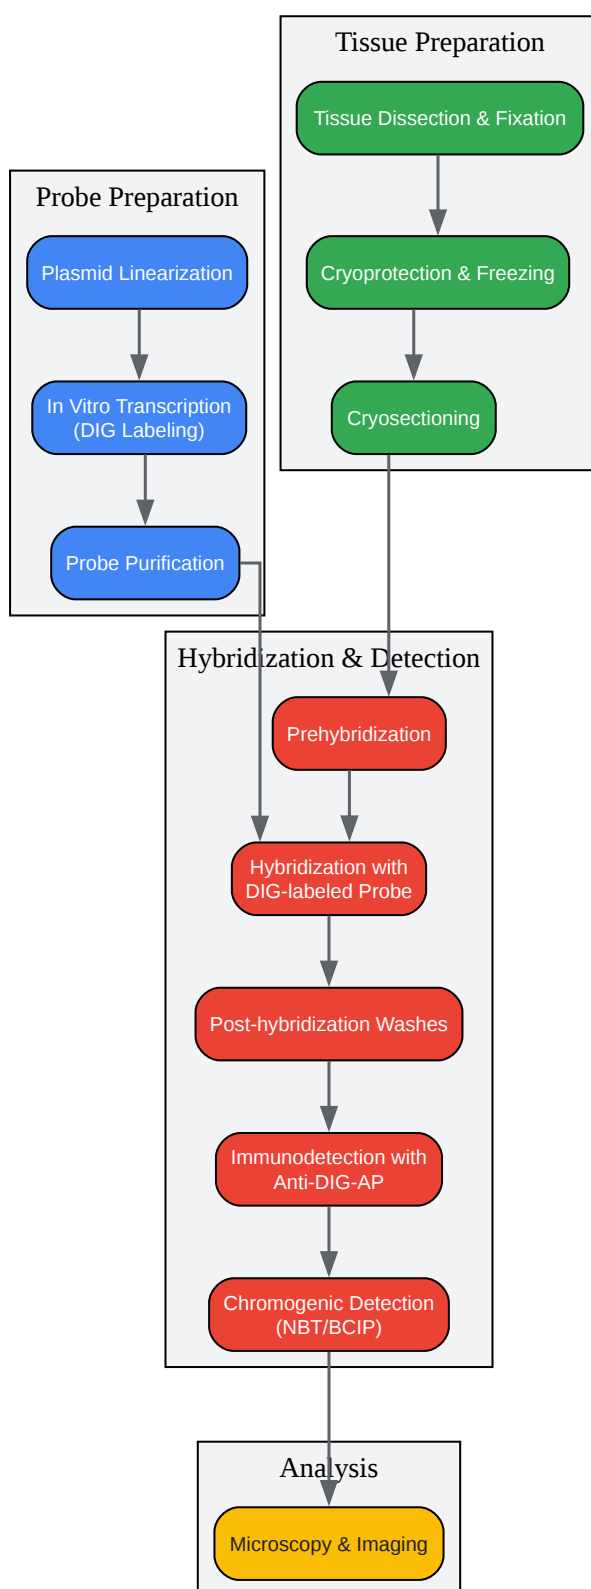 Tissue Preparation
Tissue Dissection & Fixation
Cryoprotection & Freezing
Cryosectioning
Probe Preparation
Plasmid Linearization
In Vitro Transcription
(DIG Labeling)
Probe Purification
Hybridization & Detection
Prehybridization
Hybridization with
DIG-labeled Probe
Post-hybridization Washes
Immunodetection with
Anti-DIG-AP
Chromogenic Detection
(NBT/BCIP)
Analysis
Microscopy & Imaging